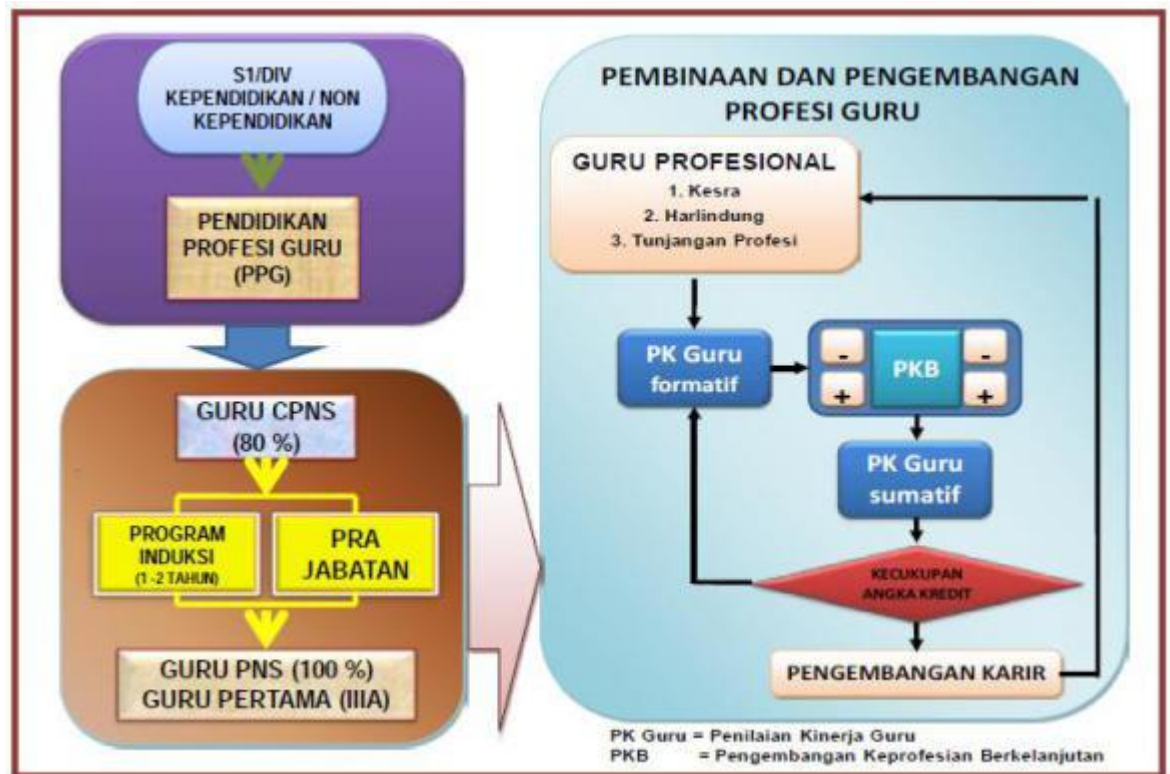 S1/DIV
KEPENDIDIKAN / NON
KEPENDIDIKAN
PENDIDIKAN
PROFESI GURU
(PPG)
GURU CPNS
(80 %)
PROGRAM
INDUKSI
(1 -2 TAHUN)
PRA
JABATAN
GURU PNS (100 %)
GURU PERTAMA (IIIA)
PEMBINAAN DAN PENGEMBANGAN
PROFESI GURU
GURU PROFESIONAL
1. Kesra
2. Harlindung
3. Tunjangan Profesi
PK Guru
formatif
- PKB -
+ +
PK Guru
sumatif
KECUKUPAN
ANGKA KREDIT
PENGEMBANGAN KARIR
PK Guru = Penilaian Kinerja Guru
PKB = Pengembangan Keprofesian Berkelanjutan